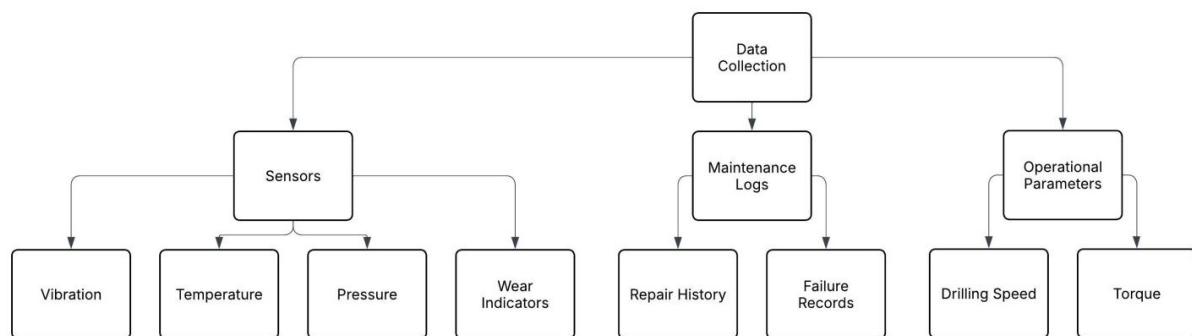 Data
Collection
Sensors
Maintenance
Logs
Operational
Parameters
Vibration
Temperature
Pressure
Wear
Indicators
Repair History
Failure
Records
Drilling Speed
Torque